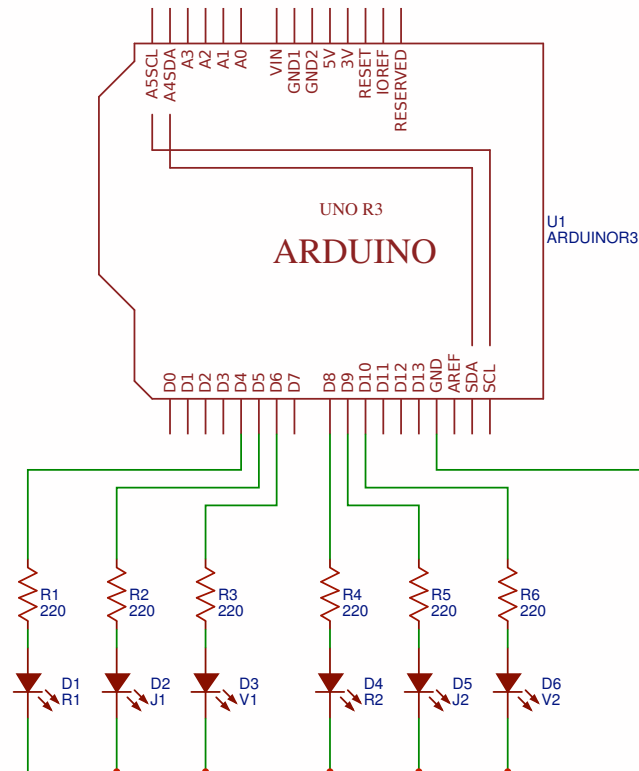 A5SCL
A4SDA
A3
A2
A1
A0
VIN
GND1
GND2
5V
3V
RESET
IOREF
RESERVED
UNO R3
ARDUINO
U1
ARDUINOR3
D0
D1
D2
D3
D4
D5
D6
D7
D8
D9
D10
D11
D12
D13
GND
AREF
SDA
SCL
R1
220
R2
220
R3
220
R4
220
R5
220
R6
220
D1
R1
D2
J1
D3
V1
D4
R2
D5
J2
D6
V2